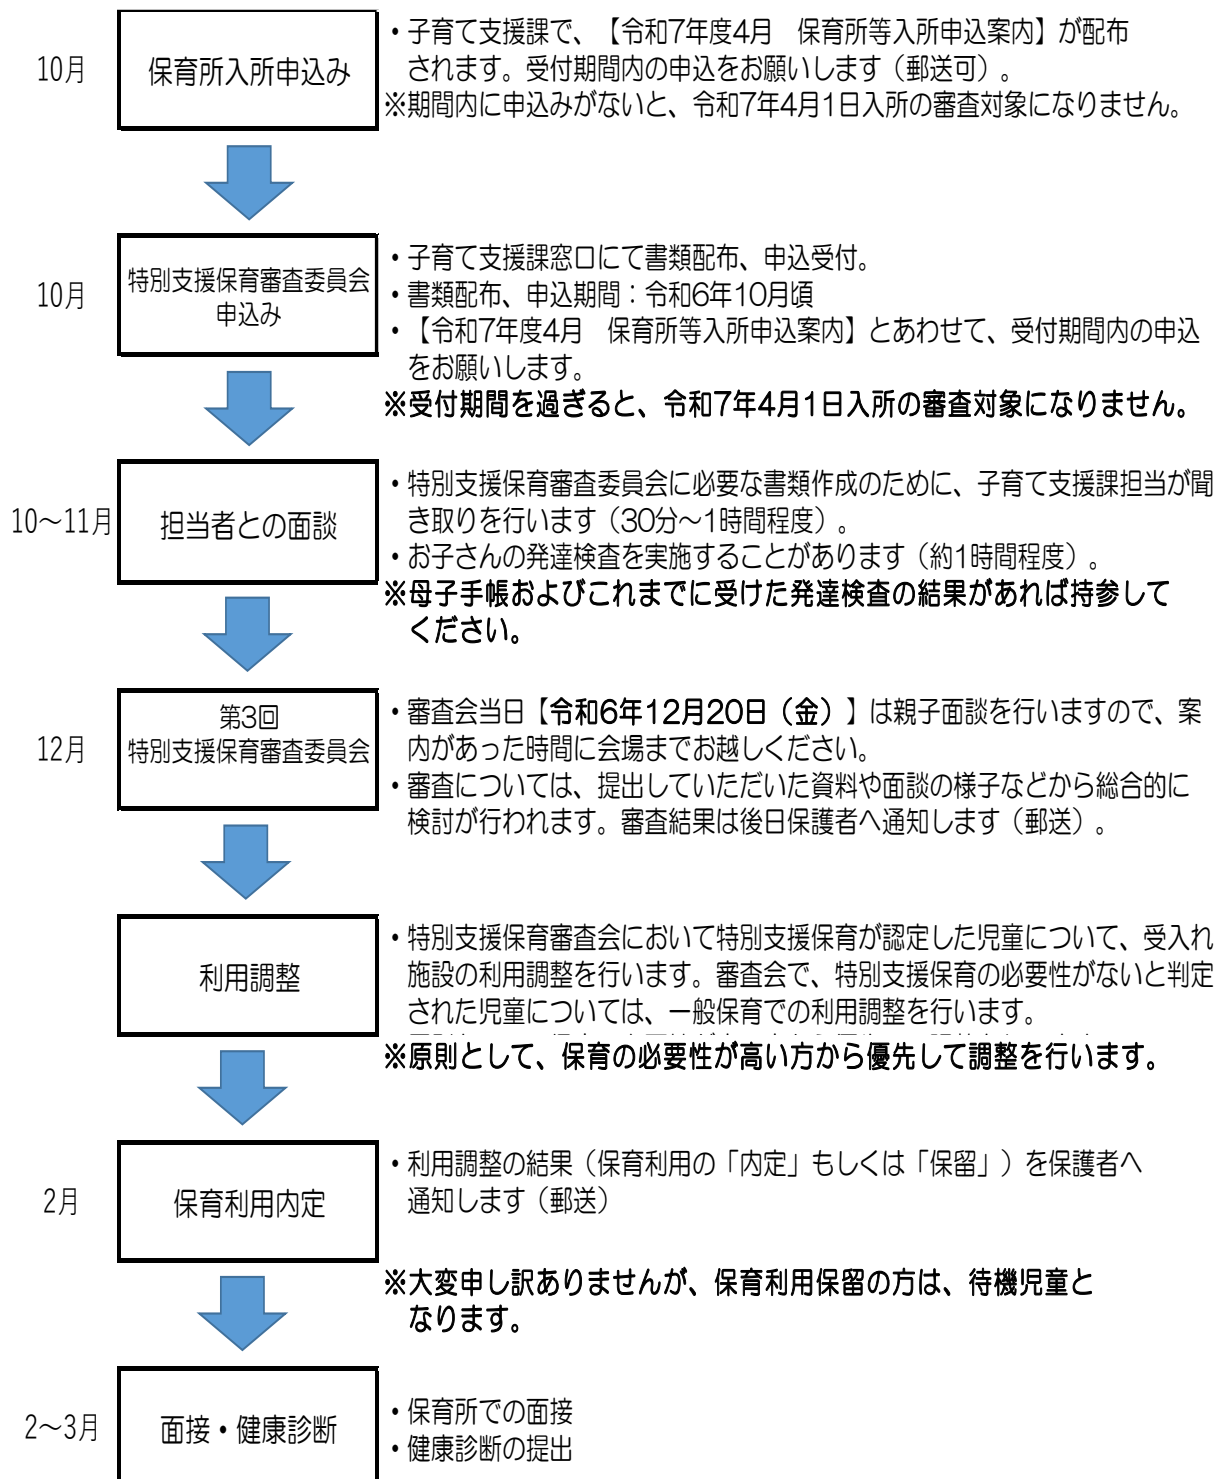 10月
保育所入所申込み
・子育て支援課で、【令和7年度4月　保育所等入所申込案内】が配布
されます。受付期間内の申込をお願いします（郵送可）。
※期間内に申込みがないと、令和7年4月1日入所の審査対象になりません。
10月
特別支援保育審査委員会
申込み
・子育て支援課窓口にて書類配布、申込受付。
・書類配布、申込期間：令和6年10月頃
・【令和7年度4月　保育所等入所申込案内】とあわせて、受付期間内の申込
をお願いします。
※受付期間を過ぎると、令和7年4月1日入所の審査対象になりません。
10～11月
担当者との面談
・特別支援保育審査委員会に必要な書類作成のために、子育て支援課担当が聞
き取りを行います（30分～1時間程度）。
・お子さんの発達検査を実施することがあります（約1時間程度）。
※母子手帳およびこれまでに受けた発達検査の結果があれば持参して
ください。
12月
第3回
特別支援保育審査委員会
・審査会当日【令和6年12月20日（金）】は親子面談を行いますので、案
内があった時間に会場までお越しください。
・審査については、提出していただいた資料や面談の様子などから総合的に
検討が行われます。審査結果は後日保護者へ通知します（郵送）。
利用調整
・特別支援保育審査会において特別支援保育が認定した児童について、受入れ
施設の利用調整を行います。審査会で、特別支援保育の必要性がないと判定
された児童については、一般保育での利用調整を行います。
※原則として、保育の必要性が高い方から優先して調整を行います。
2月
保育利用内定
・利用調整の結果（保育利用の「内定」もしくは「保留」）を保護者へ
通知します（郵送）
※大変申し訳ありませんが、保育利用保留の方は、待機児童と
なります。
2～3月
面接・健康診断
・保育所での面接
・健康診断の提出